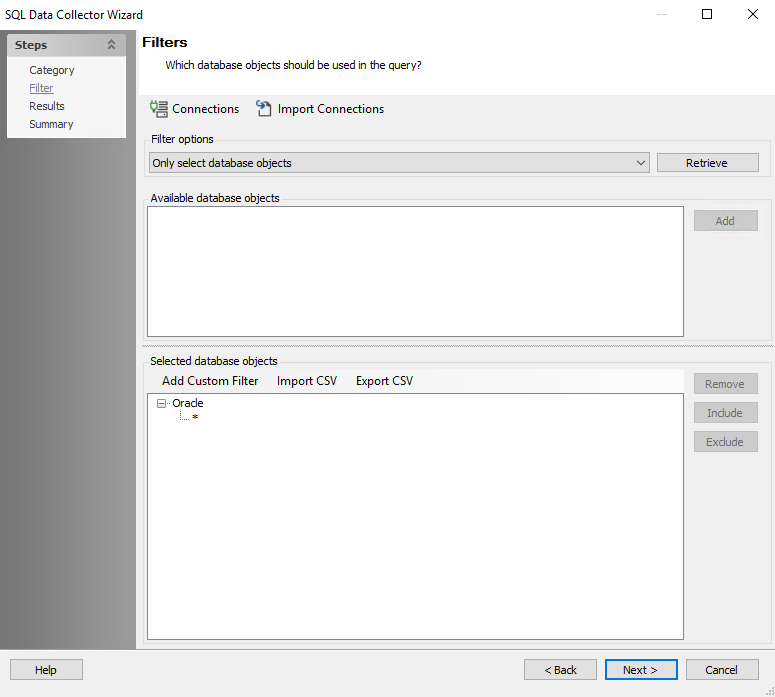 SQL Data Collector Wizard
Steps
Category
Filter
Results
Summary
Filters
Which database objects should be used in the query?
Connections Import Connections
Filter options
Only select database objects Retrieve
Available database objects
Add
Selected database objects
Add Custom Filter Import CSV Export CSV
Remove
Include
Exclude
Oracle
*
Help < Back Next > Cancel